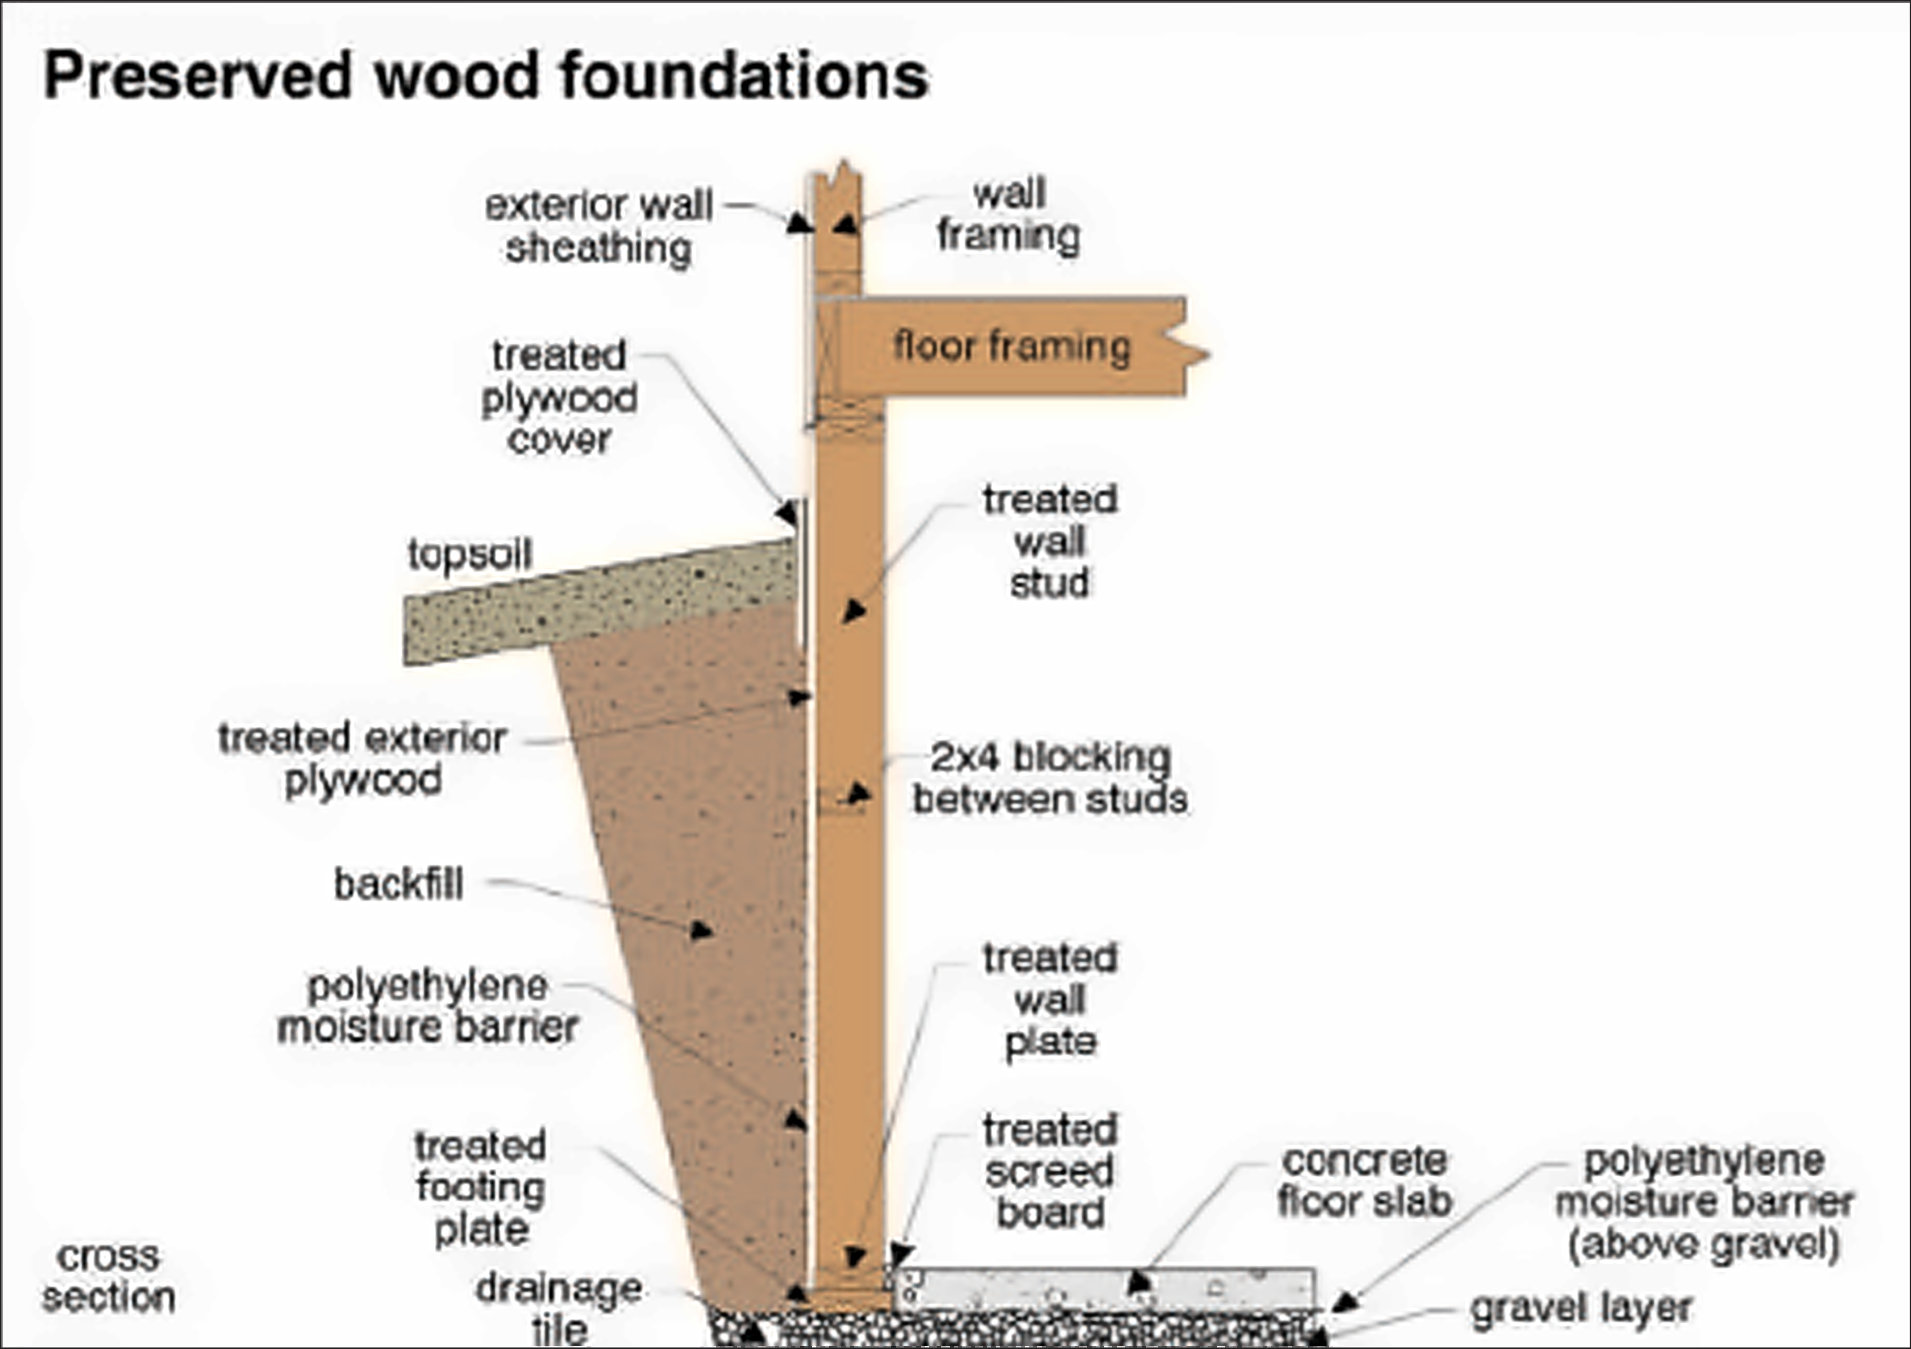 Preserved wood foundations
exterior wall
sheathing
wall
framing
floor framing
treated
plywood
cover
treated
wall
stud
topsoil
treated exterior
plywood
2x4 blocking
between studs
backfill
polyethylene
moisture barrier
treated
wall
plate
treated
footing
plate
treated
screed
board
concrete
floor slab
polyethylene
moisture barrier
(above gravel)
cross
section
drainage
tile
gravel layer